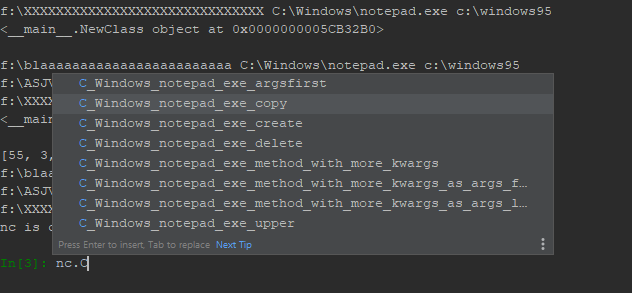 f:\XXXXXXXXXXXXXXXXXXXXXXXXXXXXXX C:\Windows\notepad.exe c:\windows95
<__main__.NewClass object at 0x0000000005CB32B0>
f:\blaaaaaaaaaaaaaaaaaaaaaaaa C:\Windows\notepad.exe c:\windows95
f:\ASJV
C_Windows_notepad_exe_argsfirst
f:\XXXX
C_Windows_notepad_exe_copy
<__main
C_Windows_notepad_exe_create
C_Windows_notepad_exe_delete
[55, 3,
C_Windows_notepad_exe_method_with_more_kwargs
f:\blaa
C_Windows_notepad_exe_method_with_more_kwargs_as_args_f…
f:\ASJV
C_Windows_notepad_exe_method_with_more_kwargs_as_args_l…
f:\XXXX
C_Windows_notepad_exe_upper
nc is
Press Enter to insert, Tab to replace Next Tip
In[3]: nc.C